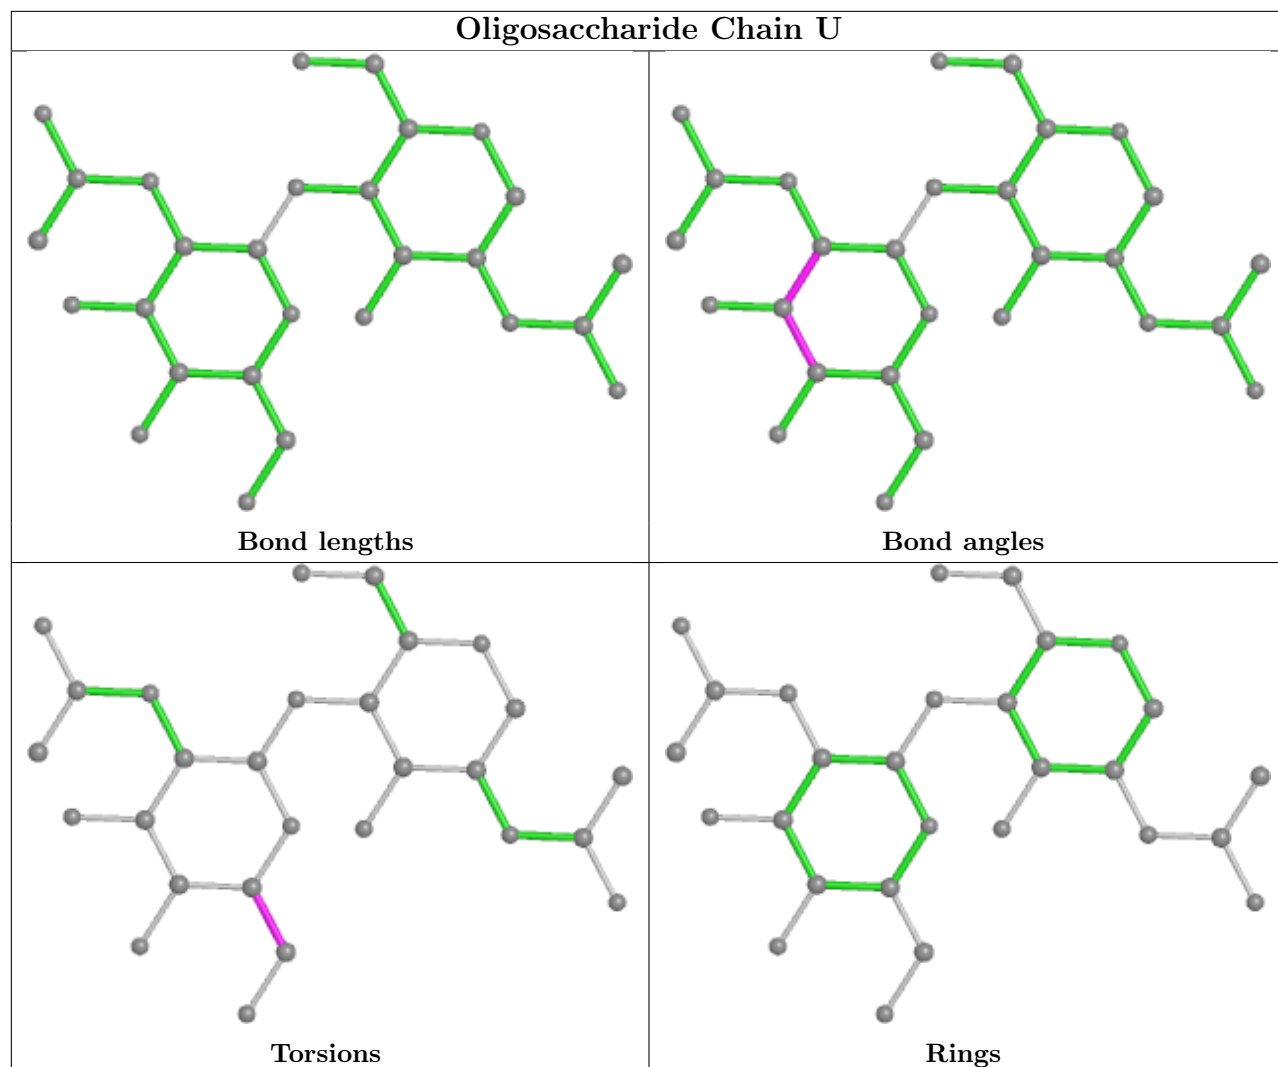 Oligosaccharide Chain U
Bond lengths
Bond angles
Torsions
Rings